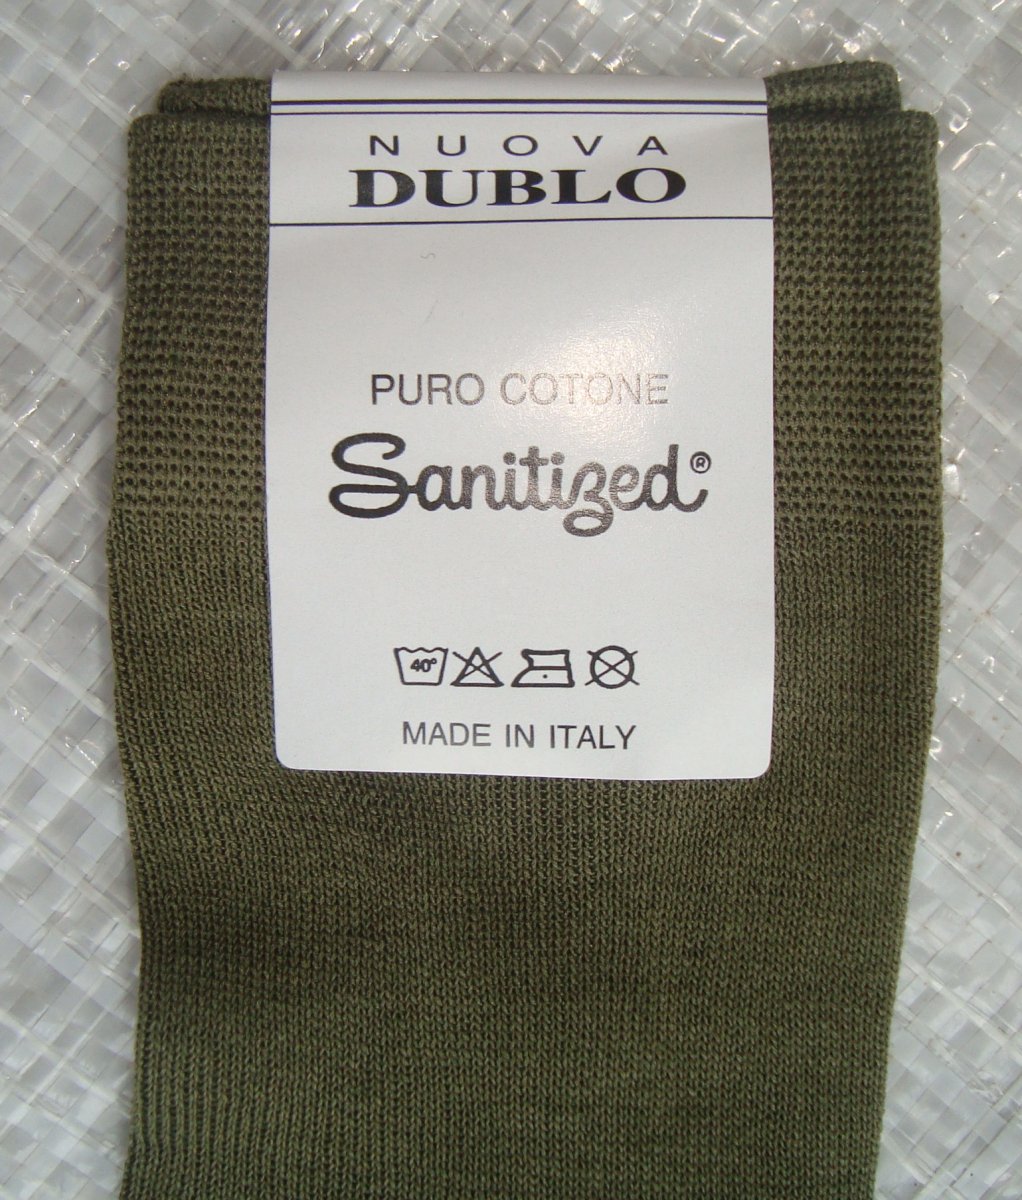 NUOVA
DUBLO
PURO COTONE
Sanitized®
40°
MADE IN ITALY